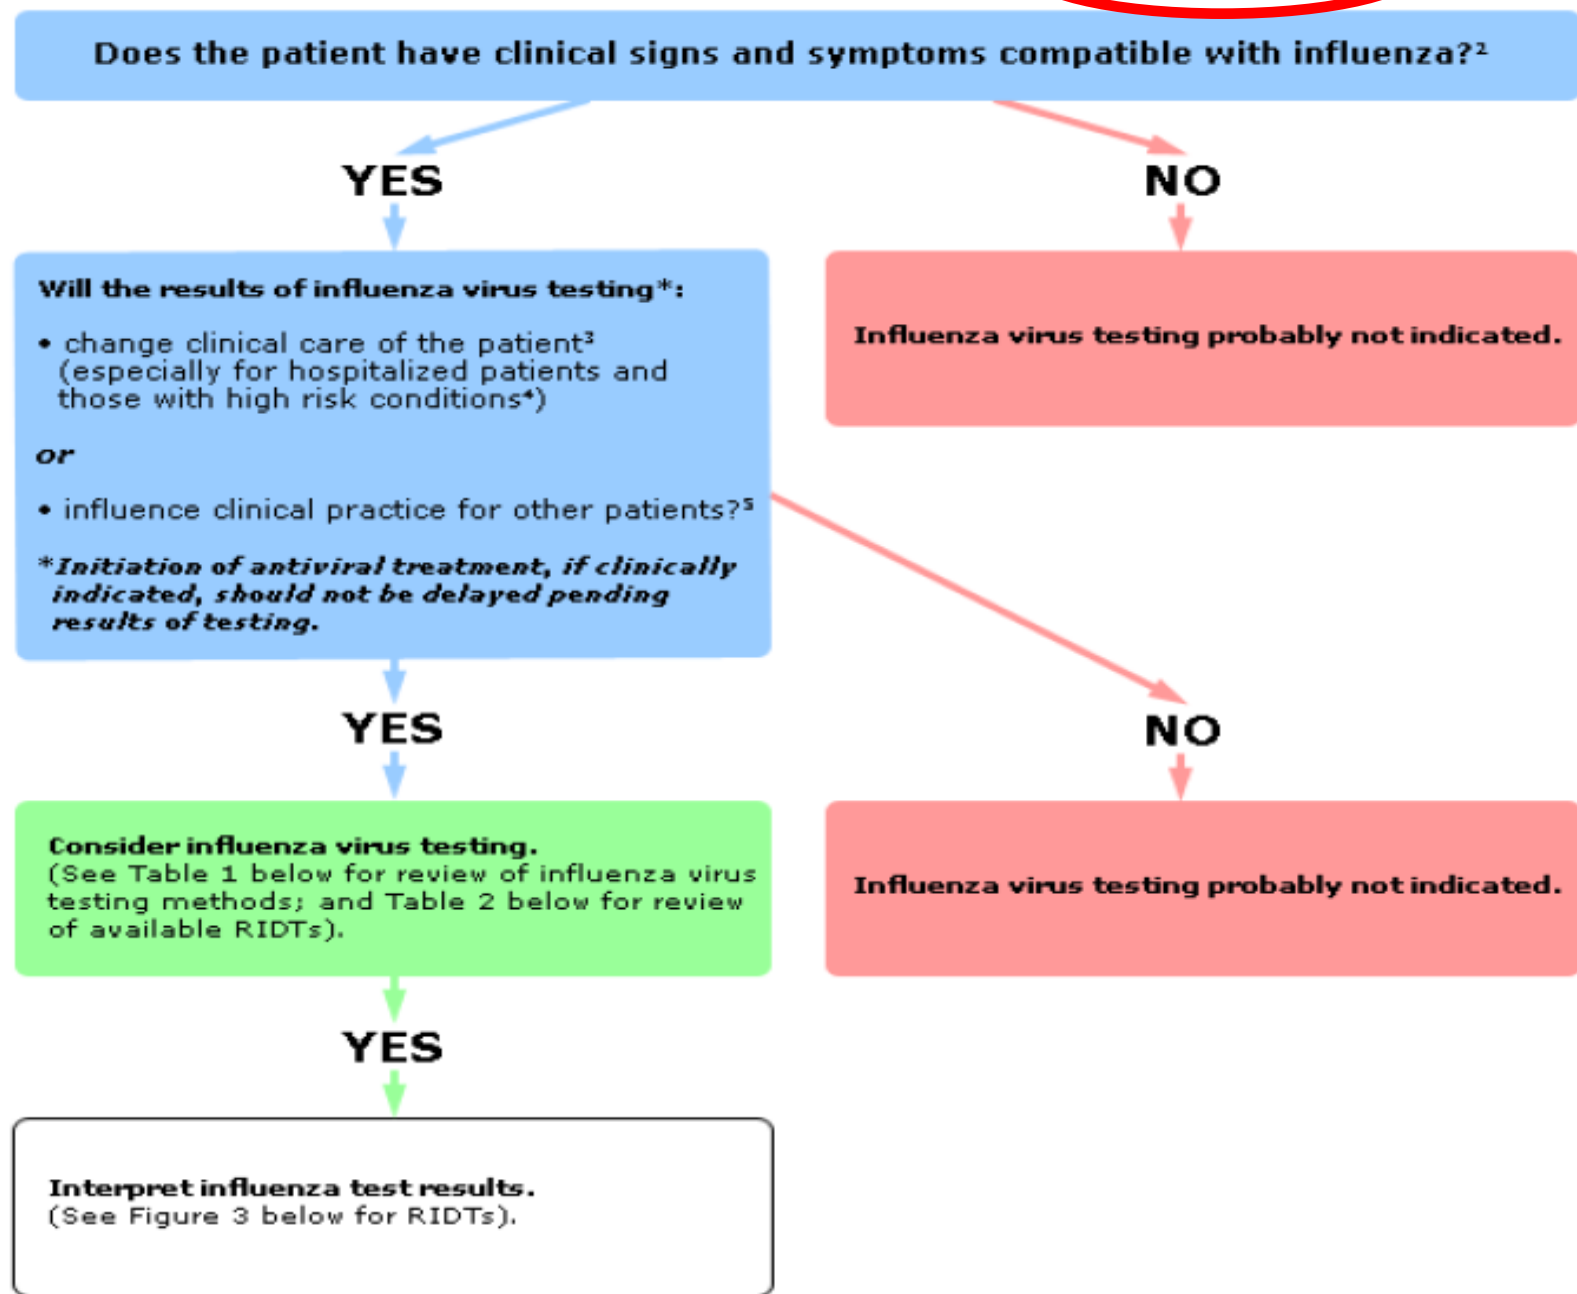 Does the patient have clinical signs and symptoms compatible with influenza?²
YES
NO
Will the results of influenza virus testing*:
• change clinical care of the patient³
(especially for hospitalized patients and
those with high risk conditions⁴)
or
• influence clinical practice for other patients?⁵
*Initiation of antiviral treatment, if clinically
indicated, should not be delayed pending
results of testing.
Influenza virus testing probably not indicated.
YES
NO
Consider influenza virus testing.
(See Table 1 below for review of influenza virus
testing methods; and Table 2 below for review
of available RIDTs).
Influenza virus testing probably not indicated.
YES
Interpret influenza test results.
(See Figure 3 below for RIDTs).